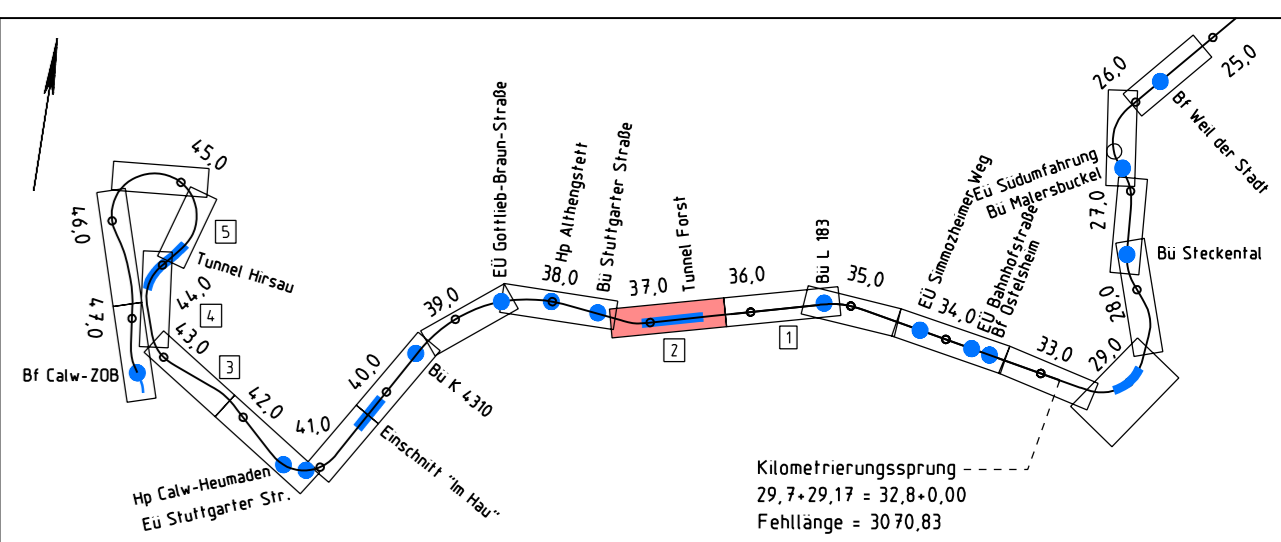 25,0
26,0
Bf Weil der Stadt
Eü Südumfahrung
Bü Malersbuckel
27,0
Bü Steckental
28,0
29,0
33,0
EÜ Simmozheimer Weg
34,0
EÜ Bahnhofstraße
Bf Ostelsheim
35,0
Bü L 183
36,0
1
Tunnel Forst
37,0
2
Bü Stuttgarter Straße
Hp Althengstett
38,0
EÜ Gottlieb-Braun-Straße
39,0
Bü K 4310
40,0
Einschnitt "Im Hau"
41,0
Hp Calw-Heumaden
Eü Stuttgarter Str.
42,0
3
43,0
4
44,0
Tunnel Hirsau
5
45,0
46,0
47,0
Bf Calw-ZOB
Kilometrierungssprung
29,7+29,17 = 32,8+0,00
Fehllänge = 3070,83